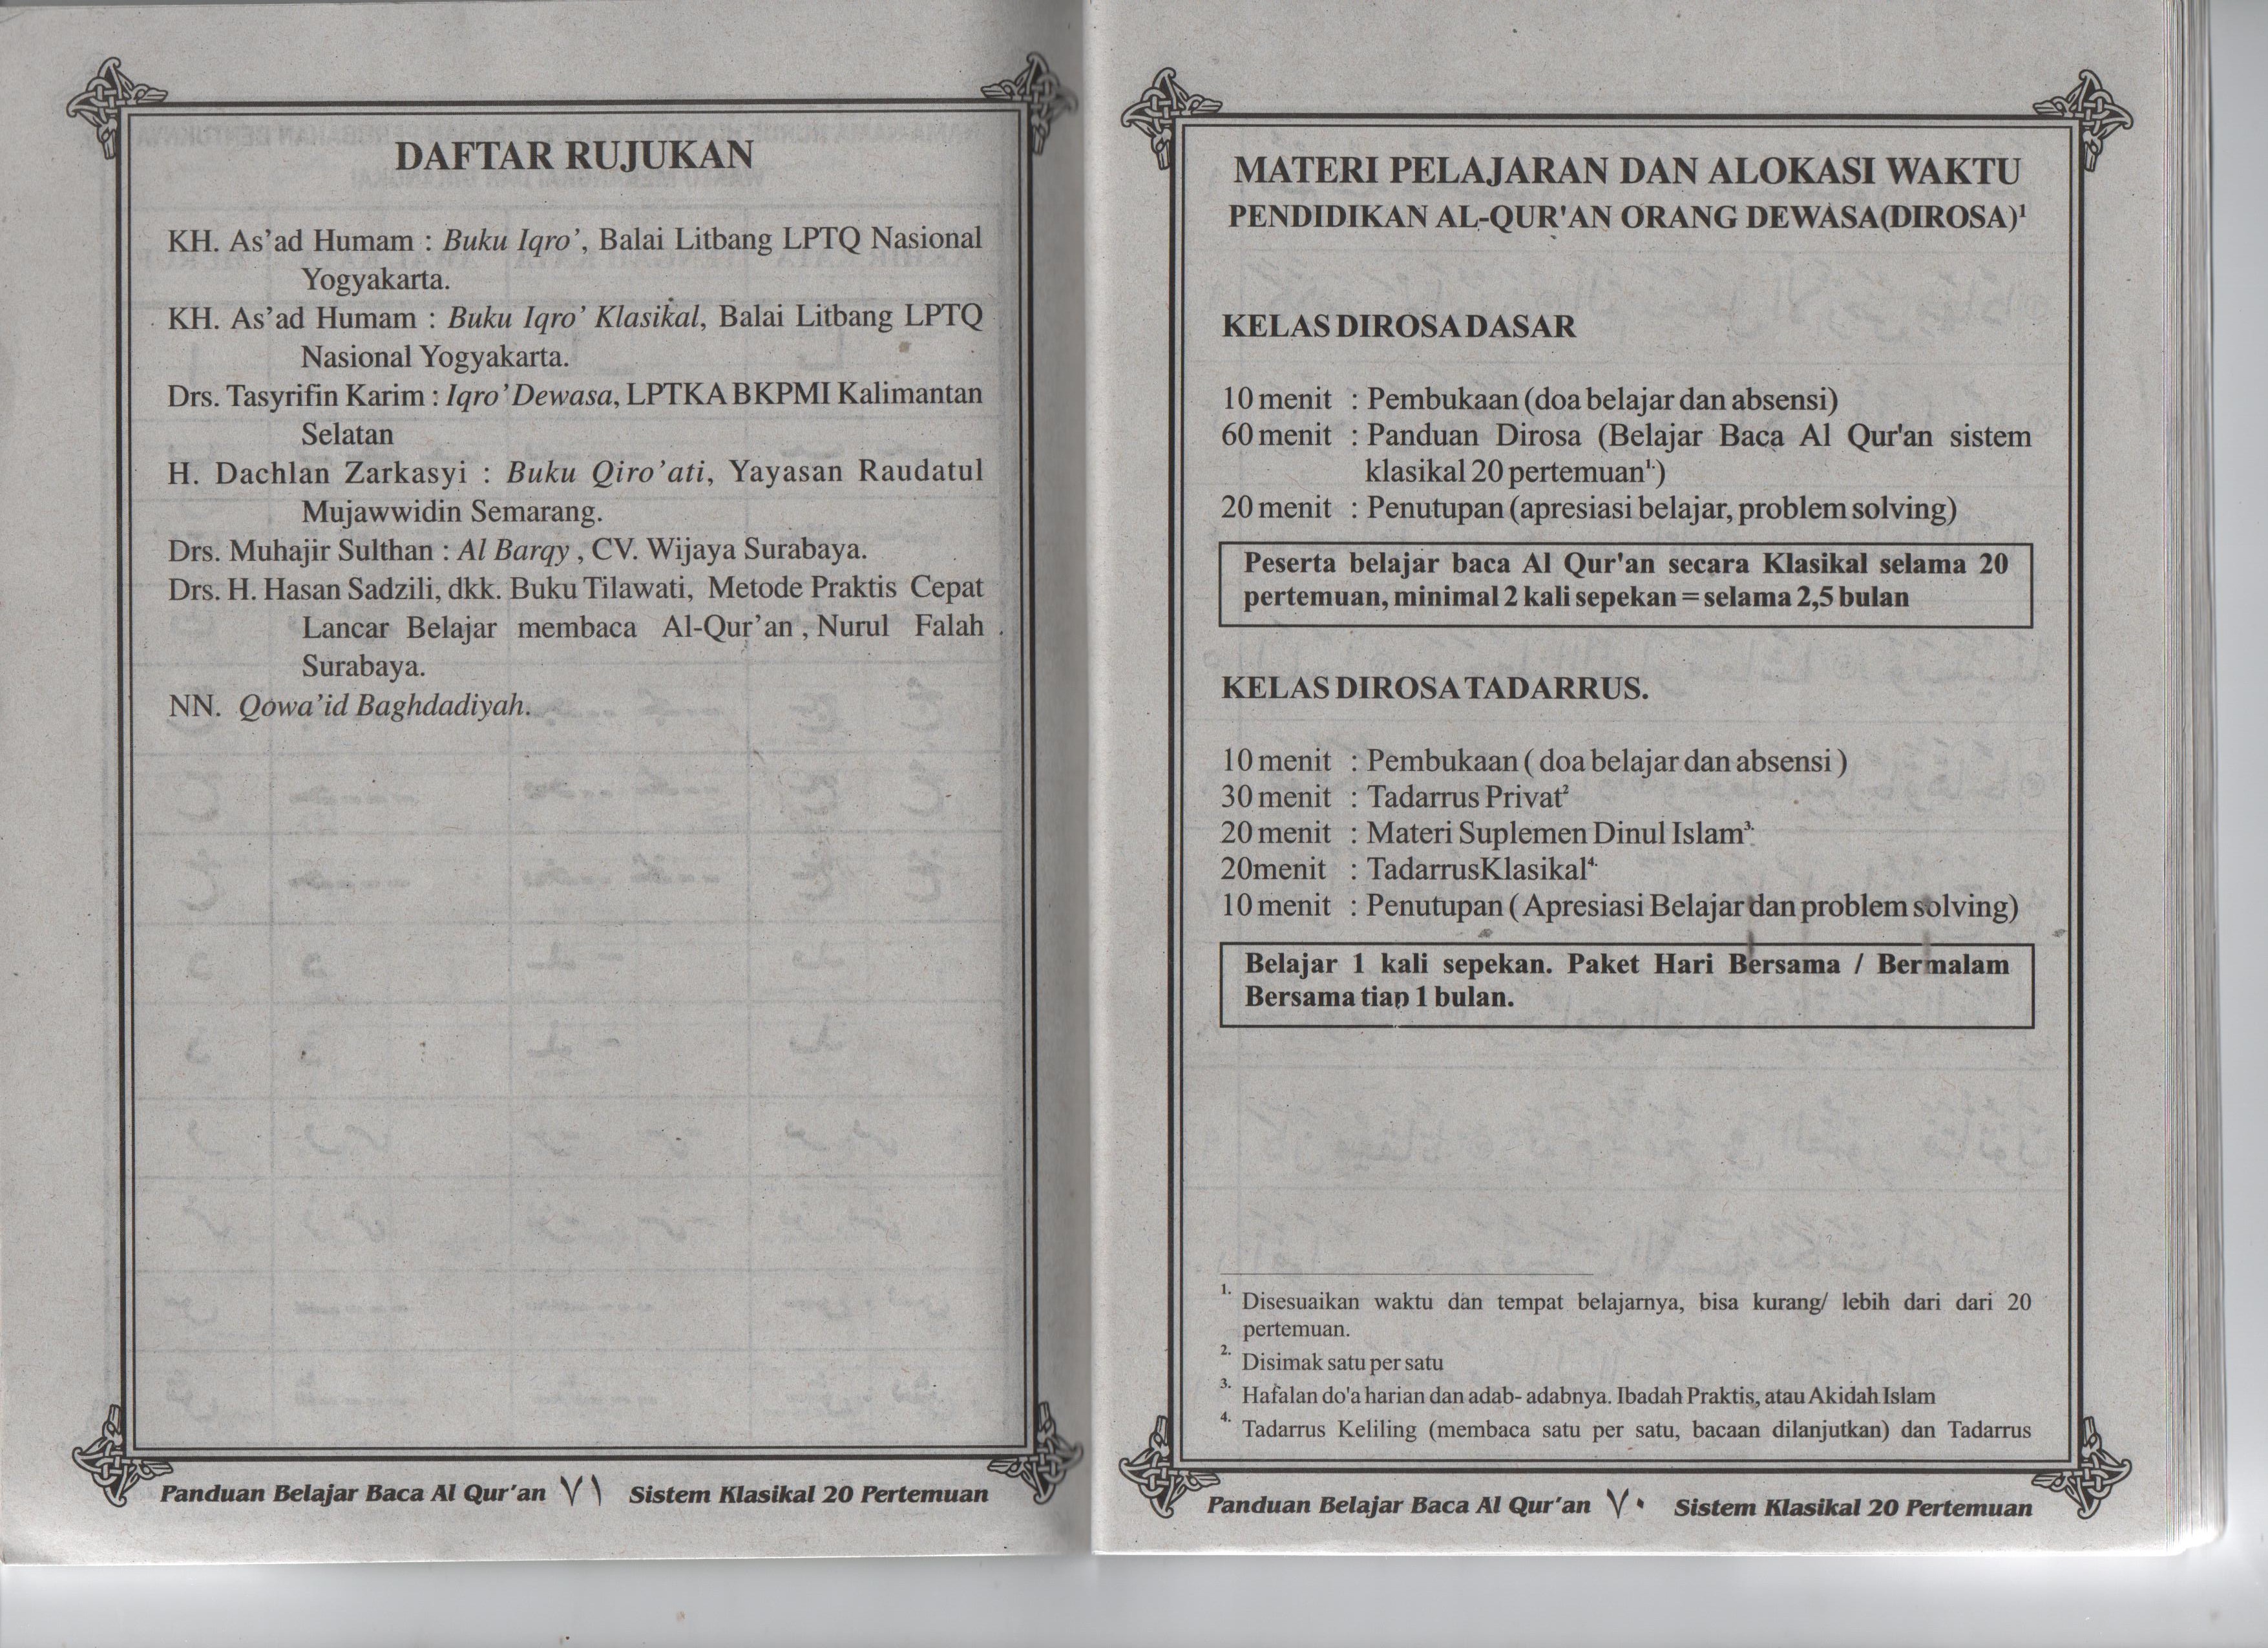 DAFTAR RUJUKAN
KH. As’ad Humam : Buku Iqro’, Balai Litbang LPTQ Nasional
Yogyakarta.
KH. As’ad Humam : Buku Iqro’ Klasikal, Balai Litbang LPTQ
Nasional Yogyakarta.
Drs. Tasyrifin Karim : Iqro’ Dewasa, LPTKA BKPMI Kalimantan
Selatan
H. Dachlan Zarkasyi : Buku Qiro’ati, Yayasan Raudatul
Mujawwidin Semarang.
Drs. Muhajir Sulthan : Al Barqy , CV. Wijaya Surabaya.
Drs. H. Hasan Sadzili, dkk. Buku Tilawati, Metode Praktis Cepat
Lancar Belajar membaca Al-Qur’an , Nurul Falah
Surabaya.
NN. Qowa’id Baghdadiyah.
Panduan Belajar Baca Al Qur’an ٧١ Sistem Klasikal 20 Pertemuan
MATERI PELAJARAN DAN ALOKASI WAKTU
PENDIDIKAN AL-QUR'AN ORANG DEWASA(DIROSA)¹
KELAS DIROSA DASAR
10 menit : Pembukaan (doa belajar dan absensi)
60 menit : Panduan Dirosa (Belajar Baca Al Qur'an sistem
klasikal 20 pertemuan¹·)
20 menit : Penutupan (apresiasi belajar, problem solving)
Peserta belajar baca Al Qur'an secara Klasikal selama 20
pertemuan, minimal 2 kali sepekan = selama 2,5 bulan
KELAS DIROSA TADARRUS.
10 menit : Pembukaan ( doa belajar dan absensi )
30 menit : Tadarrus Privat²
20 menit : Materi Suplemen Dinul Islam³·
20menit : TadarrusKlasikal⁴·
10 menit : Penutupan ( Apresiasi Belajar dan problem solving)
Belajar 1 kali sepekan. Paket Hari Bersama / Bermalam
Bersama tiap 1 bulan.
1. Disesuaikan waktu dan tempat belajarnya, bisa kurang/ lebih dari dari 20
pertemuan.
2. Disimak satu per satu
3. Hafalan do'a harian dan adab- adabnya. Ibadah Praktis, atau Akidah Islam
4. Tadarrus Keliling (membaca satu per satu, bacaan dilanjutkan) dan Tadarrus
Panduan Belajar Baca Al Qur’an ٧٠ Sistem Klasikal 20 Pertemuan